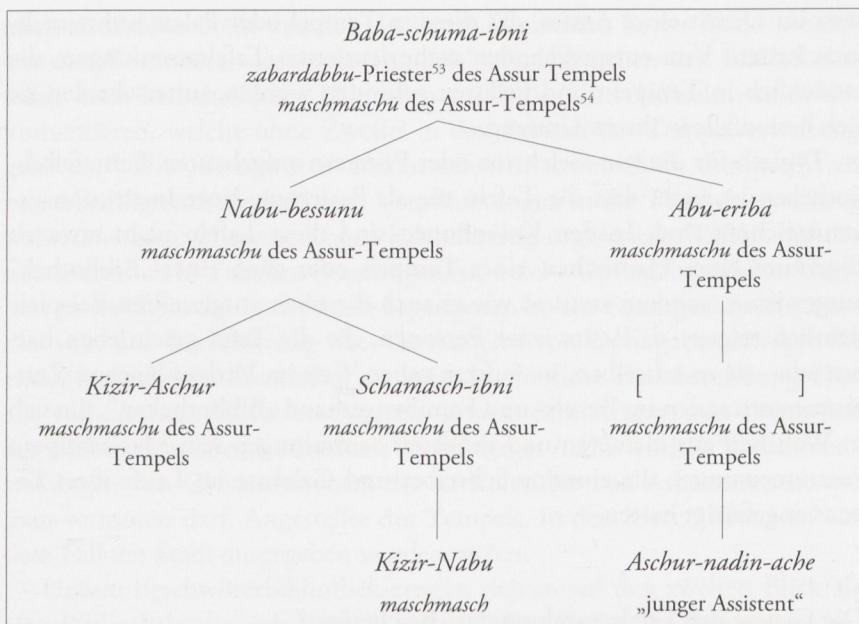 Baba-schuma-ibni
zabardabbu-Priester⁵³ des Assur Tempels
maschmaschu des Assur-Tempels⁵⁴
Nabu-bessunu
maschmaschu des Assur-Tempels
Abu-eriba
maschmaschu des Assur-
Tempels
Kizir-Aschur
maschmaschu des Assur-
Tempels
Schamasch-ibni
maschmaschu des Assur-
Tempels
[ ]
maschmaschu des Assur-
Tempels
Kizir-Nabu
maschmasch
Aschur-nadin-ache
„junger Assistent“